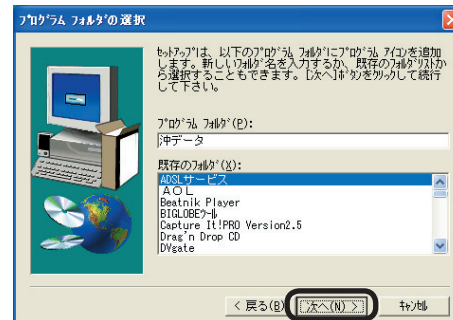 ﾌﾟﾛｸﾞﾗﾑ ﾌｫﾙﾀﾞの選択
ｾｯﾄｱｯﾌﾟは、以下のﾌﾟﾛｸﾞﾗﾑ ﾌｫﾙﾀﾞにﾌﾟﾛｸﾞﾗﾑ ｱｲｺﾝを追加
します。新しいﾌｫﾙﾀﾞ名を入力するか、既存のﾌｫﾙﾀﾞﾘｽﾄか
ら選択することもできます。[次へ]ﾎﾞﾀﾝをｸﾘｯｸして続行
して下さい。
ﾌﾟﾛｸﾞﾗﾑ ﾌｫﾙﾀﾞ(P):
沖データ
既存のﾌｫﾙﾀﾞ(X):
ADSLサービス
ＡＯＬ
Beatnik Player
BIGLOBEﾂｰﾙ
Capture It!PRO Version2.5
Drag'n Drop CD
DVgate
< 戻る(B)
次へ(N) >
ｷｬﾝｾﾙ